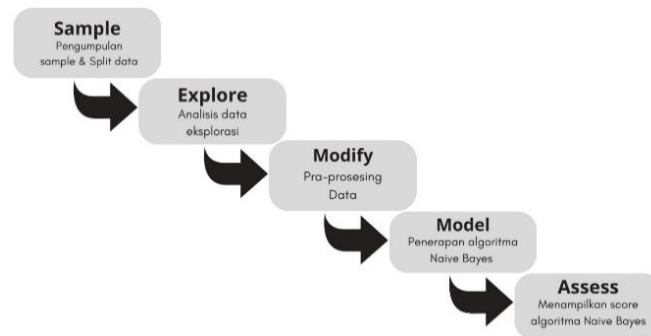 Sample
Pengumpulan
sample & Split data
Explore
Analisis data
eksplorasi
Modify
Pra-prosesing
Data
Model
Penerapan algoritma
Naive Bayes
Assess
Menampilkan score
algoritma Naive Bayes